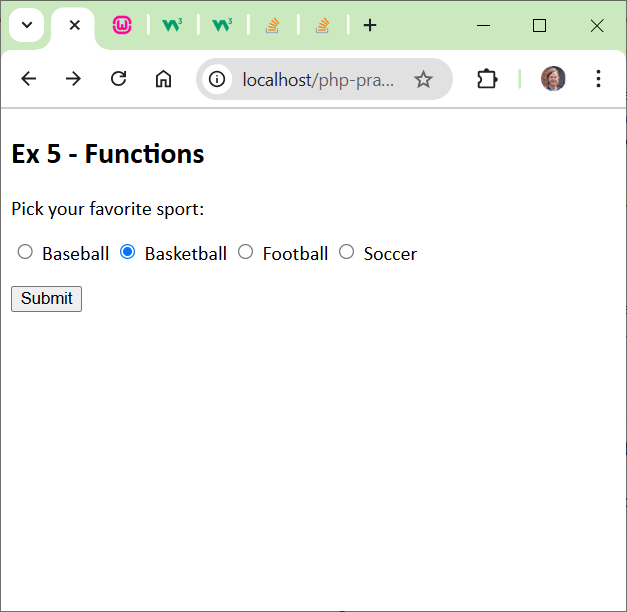 localhost/php-pra...
Ex 5 - Functions
Pick your favorite sport:
Baseball Basketball Football Soccer
Submit